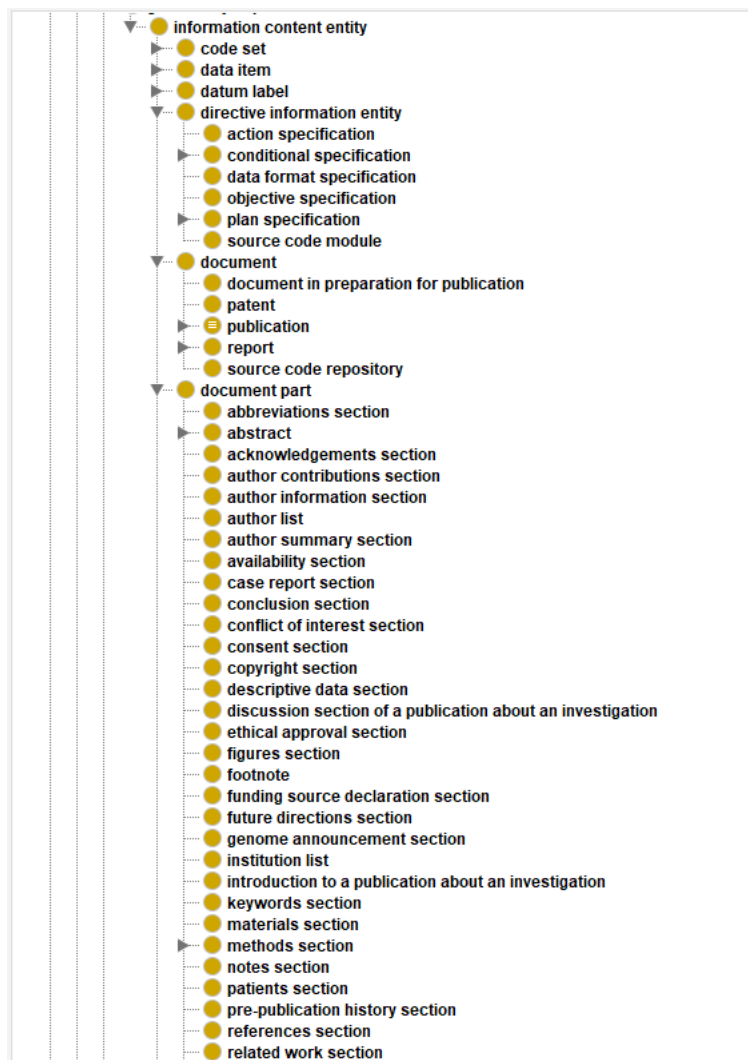 information content entity
code set
data item
datum label
directive information entity
action specification
conditional specification
data format specification
objective specification
plan specification
source code module
document
document in preparation for publication
patent
publication
report
source code repository
document part
abbreviations section
abstract
acknowledgements section
author contributions section
author information section
author list
author summary section
availability section
case report section
conclusion section
conflict of interest section
consent section
copyright section
descriptive data section
discussion section of a publication about an investigation
ethical approval section
figures section
footnote
funding source declaration section
future directions section
genome announcement section
institution list
introduction to a publication about an investigation
keywords section
materials section
methods section
notes section
patients section
pre-publication history section
references section
related work section